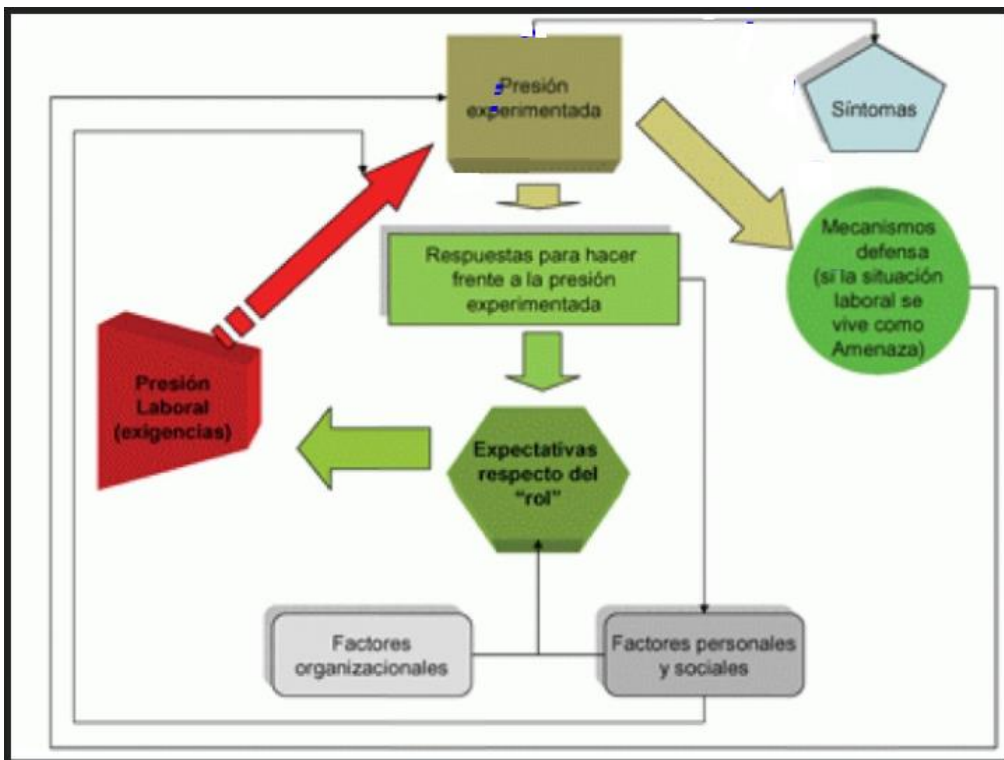 Presión
experimentada
Síntomas
Mecanismos
defensa
(si la situación
laboral se
vive como
Amenaza)
Respuestas para hacer
frente a la presión
experimentada
Presión
Laboral
(exigencias)
Expectativas
respecto del
“rol”
Factores
organizacionales
Factores personales
y sociales